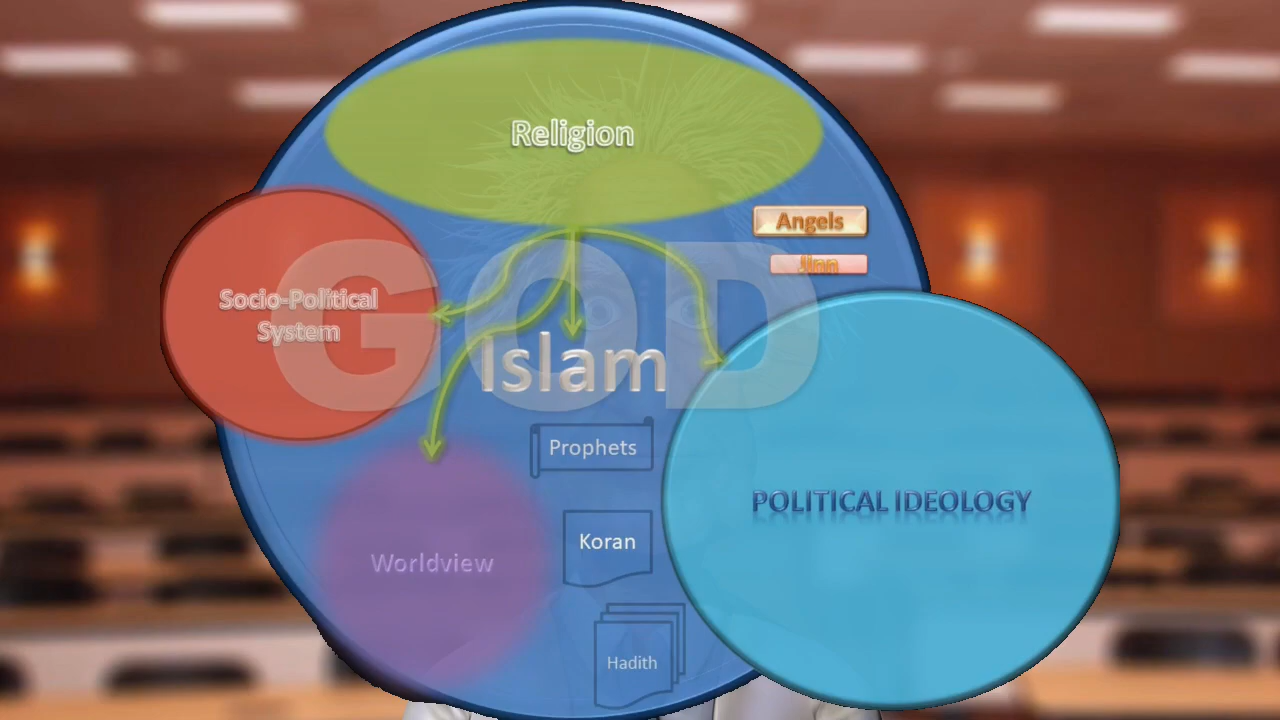 Religion
Angels
Jinn
GOD
Socio-Political
System
Islam
Prophets
POLITICAL IDEOLOGY
Koran
Worldview
Hadith